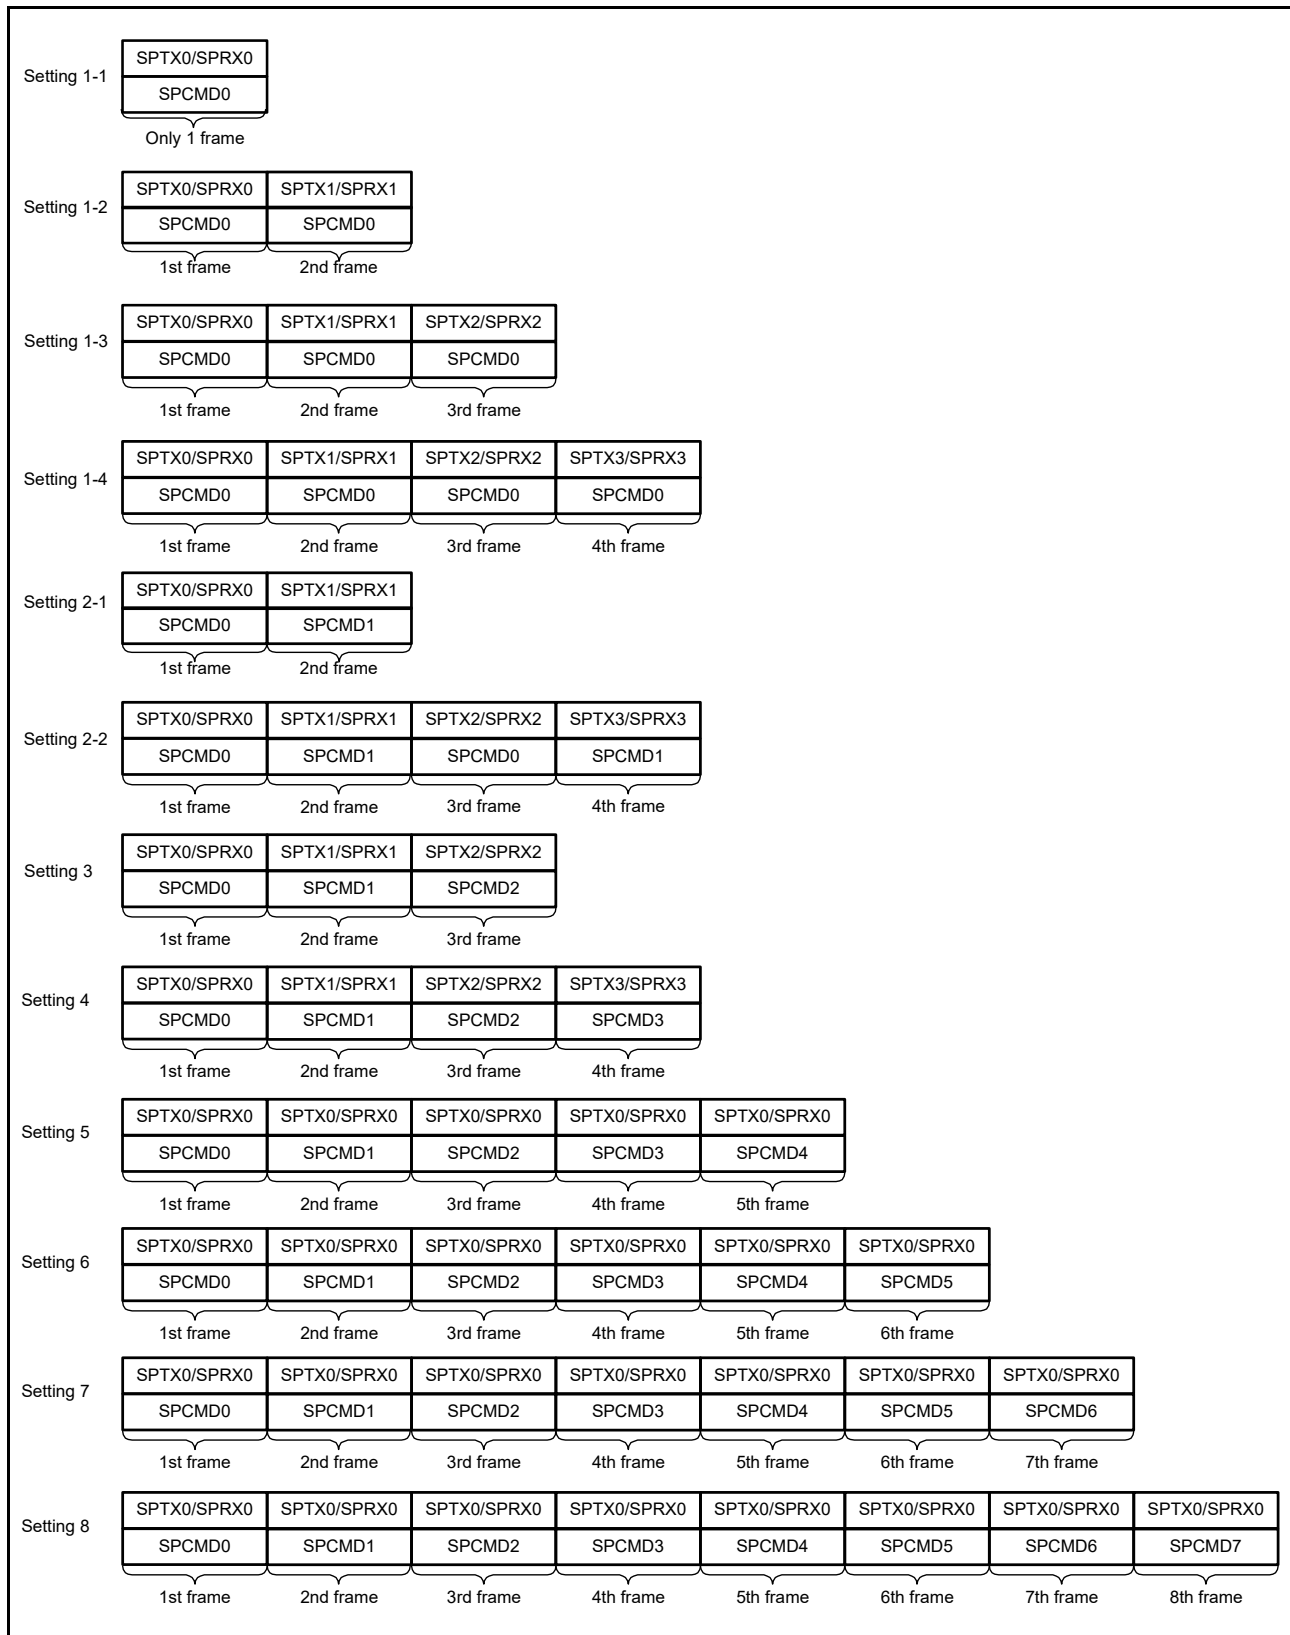 Setting 1-1
SPTX0/SPRX0
SPCMD0
Only 1 frame
Setting 1-2
SPTX0/SPRX0 SPTX1/SPRX1
SPCMD0 SPCMD0
1st frame 2nd frame
Setting 1-3
SPTX0/SPRX0 SPTX1/SPRX1 SPTX2/SPRX2
SPCMD0 SPCMD0 SPCMD0
1st frame 2nd frame 3rd frame
Setting 1-4
SPTX0/SPRX0 SPTX1/SPRX1 SPTX2/SPRX2 SPTX3/SPRX3
SPCMD0 SPCMD0 SPCMD0 SPCMD0
1st frame 2nd frame 3rd frame 4th frame
Setting 2-1
SPTX0/SPRX0 SPTX1/SPRX1
SPCMD0 SPCMD1
1st frame 2nd frame
Setting 2-2
SPTX0/SPRX0 SPTX1/SPRX1 SPTX2/SPRX2 SPTX3/SPRX3
SPCMD0 SPCMD1 SPCMD0 SPCMD1
1st frame 2nd frame 3rd frame 4th frame
Setting 3
SPTX0/SPRX0 SPTX1/SPRX1 SPTX2/SPRX2
SPCMD0 SPCMD1 SPCMD2
1st frame 2nd frame 3rd frame
Setting 4
SPTX0/SPRX0 SPTX1/SPRX1 SPTX2/SPRX2 SPTX3/SPRX3
SPCMD0 SPCMD1 SPCMD2 SPCMD3
1st frame 2nd frame 3rd frame 4th frame
Setting 5
SPTX0/SPRX0 SPTX0/SPRX0 SPTX0/SPRX0 SPTX0/SPRX0 SPTX0/SPRX0
SPCMD0 SPCMD1 SPCMD2 SPCMD3 SPCMD4
1st frame 2nd frame 3rd frame 4th frame 5th frame
Setting 6
SPTX0/SPRX0 SPTX0/SPRX0 SPTX0/SPRX0 SPTX0/SPRX0 SPTX0/SPRX0 SPTX0/SPRX0
SPCMD0 SPCMD1 SPCMD2 SPCMD3 SPCMD4 SPCMD5
1st frame 2nd frame 3rd frame 4th frame 5th frame 6th frame
Setting 7
SPTX0/SPRX0 SPTX0/SPRX0 SPTX0/SPRX0 SPTX0/SPRX0 SPTX0/SPRX0 SPTX0/SPRX0 SPTX0/SPRX0
SPCMD0 SPCMD1 SPCMD2 SPCMD3 SPCMD4 SPCMD5 SPCMD6
1st frame 2nd frame 3rd frame 4th frame 5th frame 6th frame 7th frame
Setting 8
SPTX0/SPRX0 SPTX0/SPRX0 SPTX0/SPRX0 SPTX0/SPRX0 SPTX0/SPRX0 SPTX0/SPRX0 SPTX0/SPRX0 SPTX0/SPRX0
SPCMD0 SPCMD1 SPCMD2 SPCMD3 SPCMD4 SPCMD5 SPCMD6 SPCMD7
1st frame 2nd frame 3rd frame 4th frame 5th frame 6th frame 7th frame 8th frame